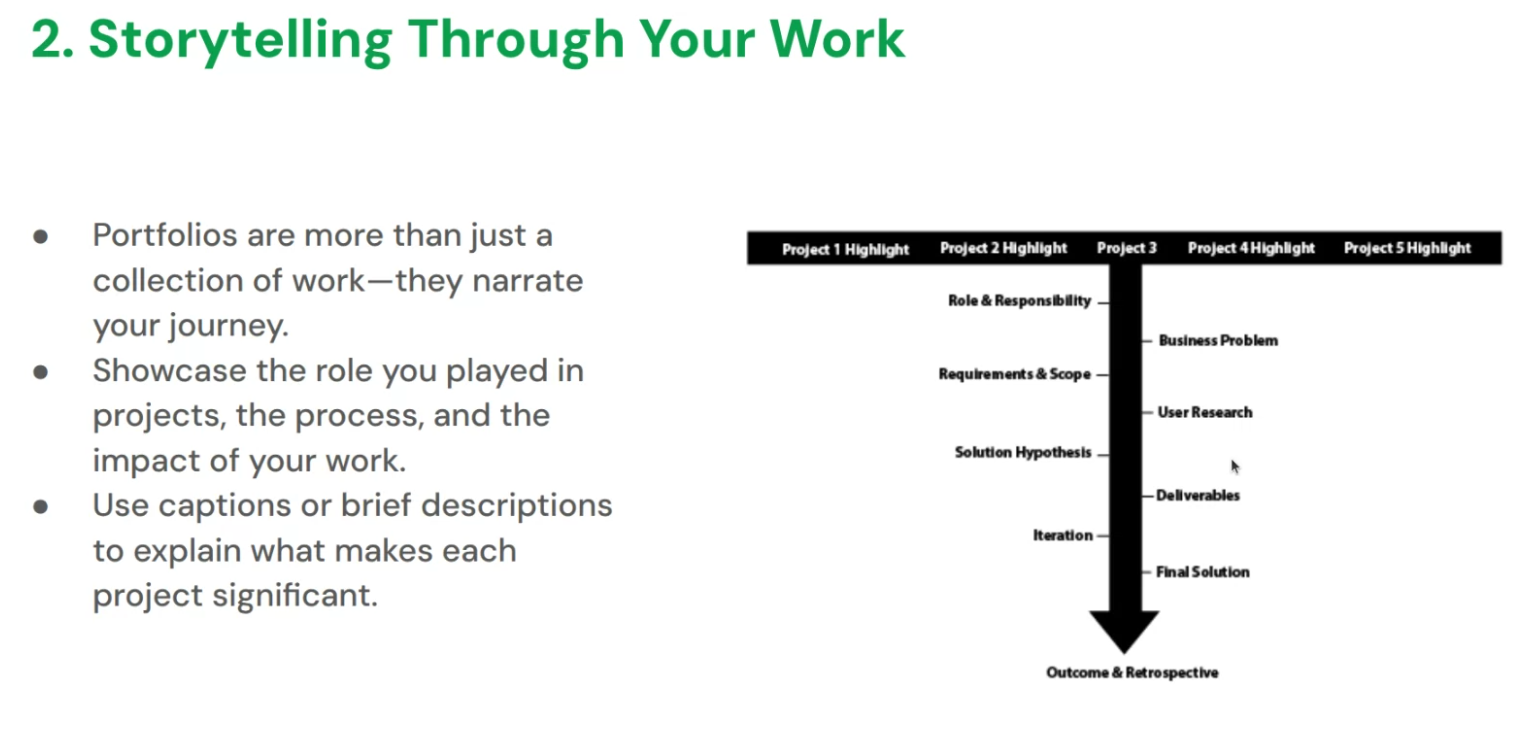 2. Storytelling Through Your Work
● Portfolios are more than just a
collection of work—they narrate
your journey.
● Showcase the role you played in
projects, the process, and the
impact of your work.
● Use captions or brief descriptions
to explain what makes each
project significant.
Project 1 Highlight Project 2 Highlight Project 3 Project 4 Highlight Project 5 Highlight
Role & Responsibility
Business Problem
Requirements & Scope
User Research
Solution Hypothesis
Deliverables
Iteration
Final Solution
Outcome & Retrospective